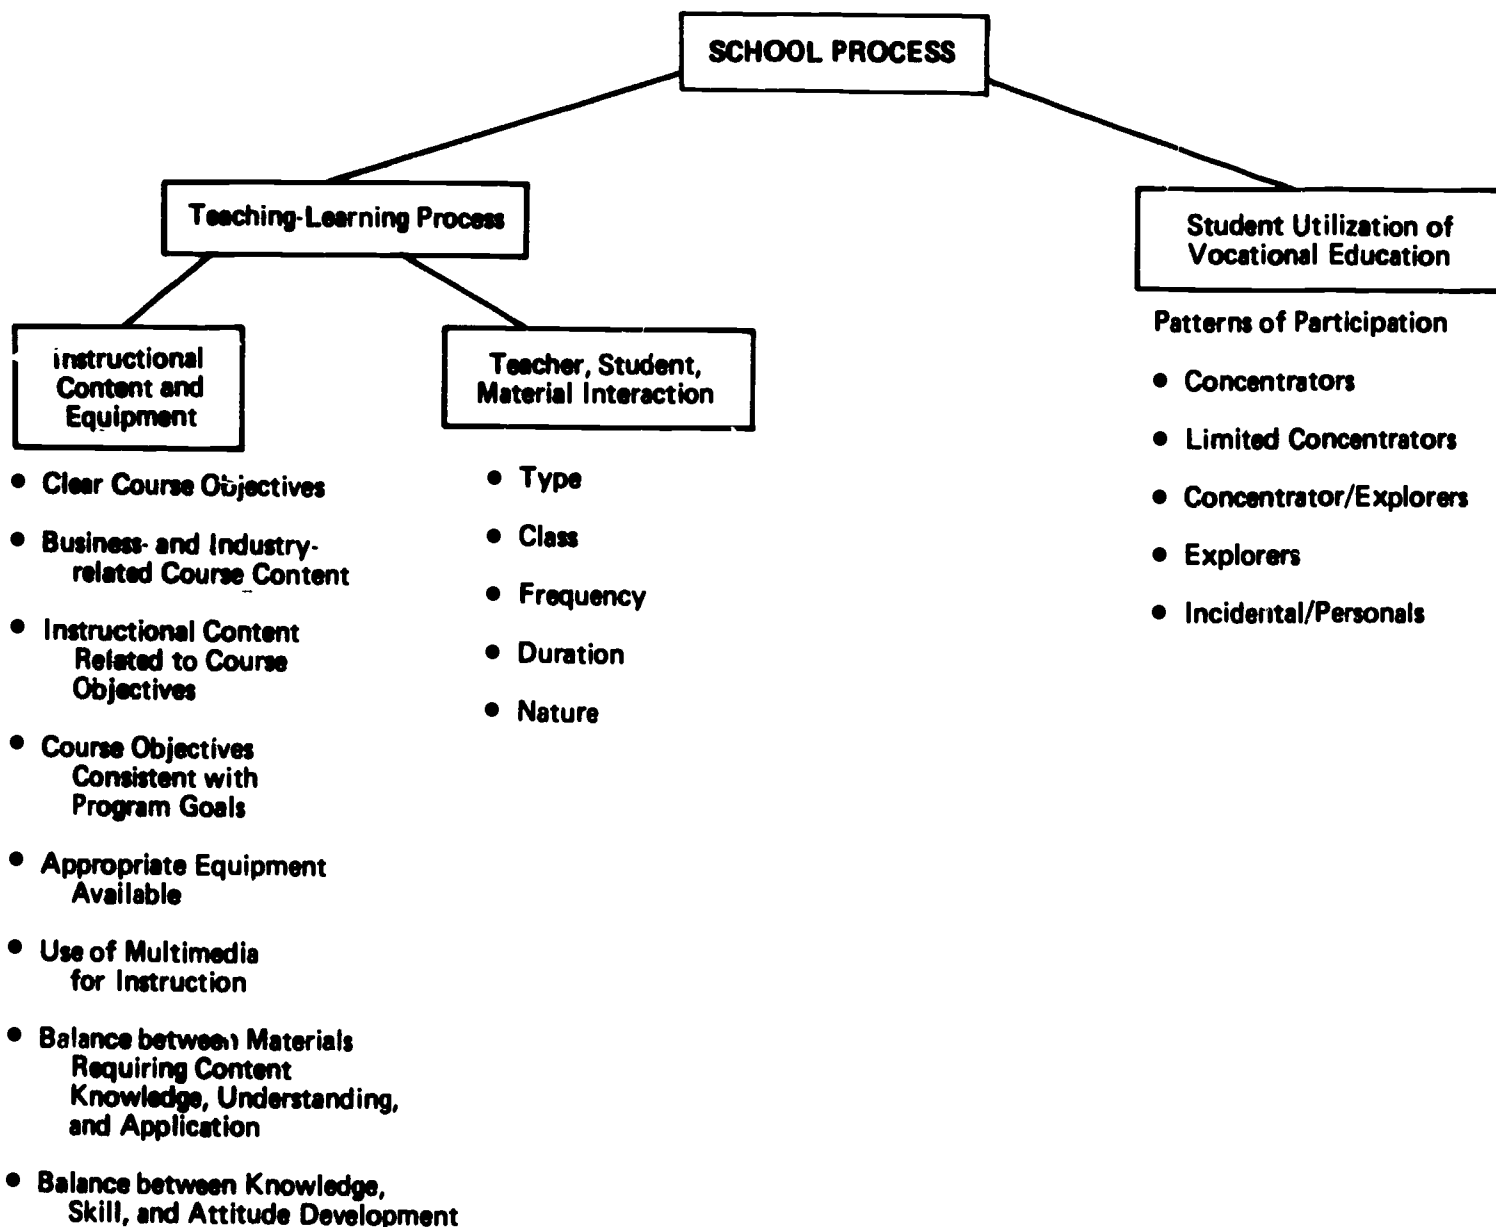 SCHOOL PROCESS
Teaching-Learning Process
Student Utilization of
Vocational Education
Instructional
Content and
Equipment
Teacher, Student,
Material Interaction
Patterns of Participation
• Clear Course Objectives
• Business- and Industry-
related Course Content
• Instructional Content
Related to Course
Objectives
• Course Objectives
Consistent with
Program Goals
• Appropriate Equipment
Available
• Use of Multimedia
for Instruction
• Balance between Materials
Requiring Content
Knowledge, Understanding,
and Application
• Balance between Knowledge,
Skill, and Attitude Development
• Type
• Class
• Frequency
• Duration
• Nature
• Concentrators
• Limited Concentrators
• Concentrator/Explorers
• Explorers
• Incidental/Personals